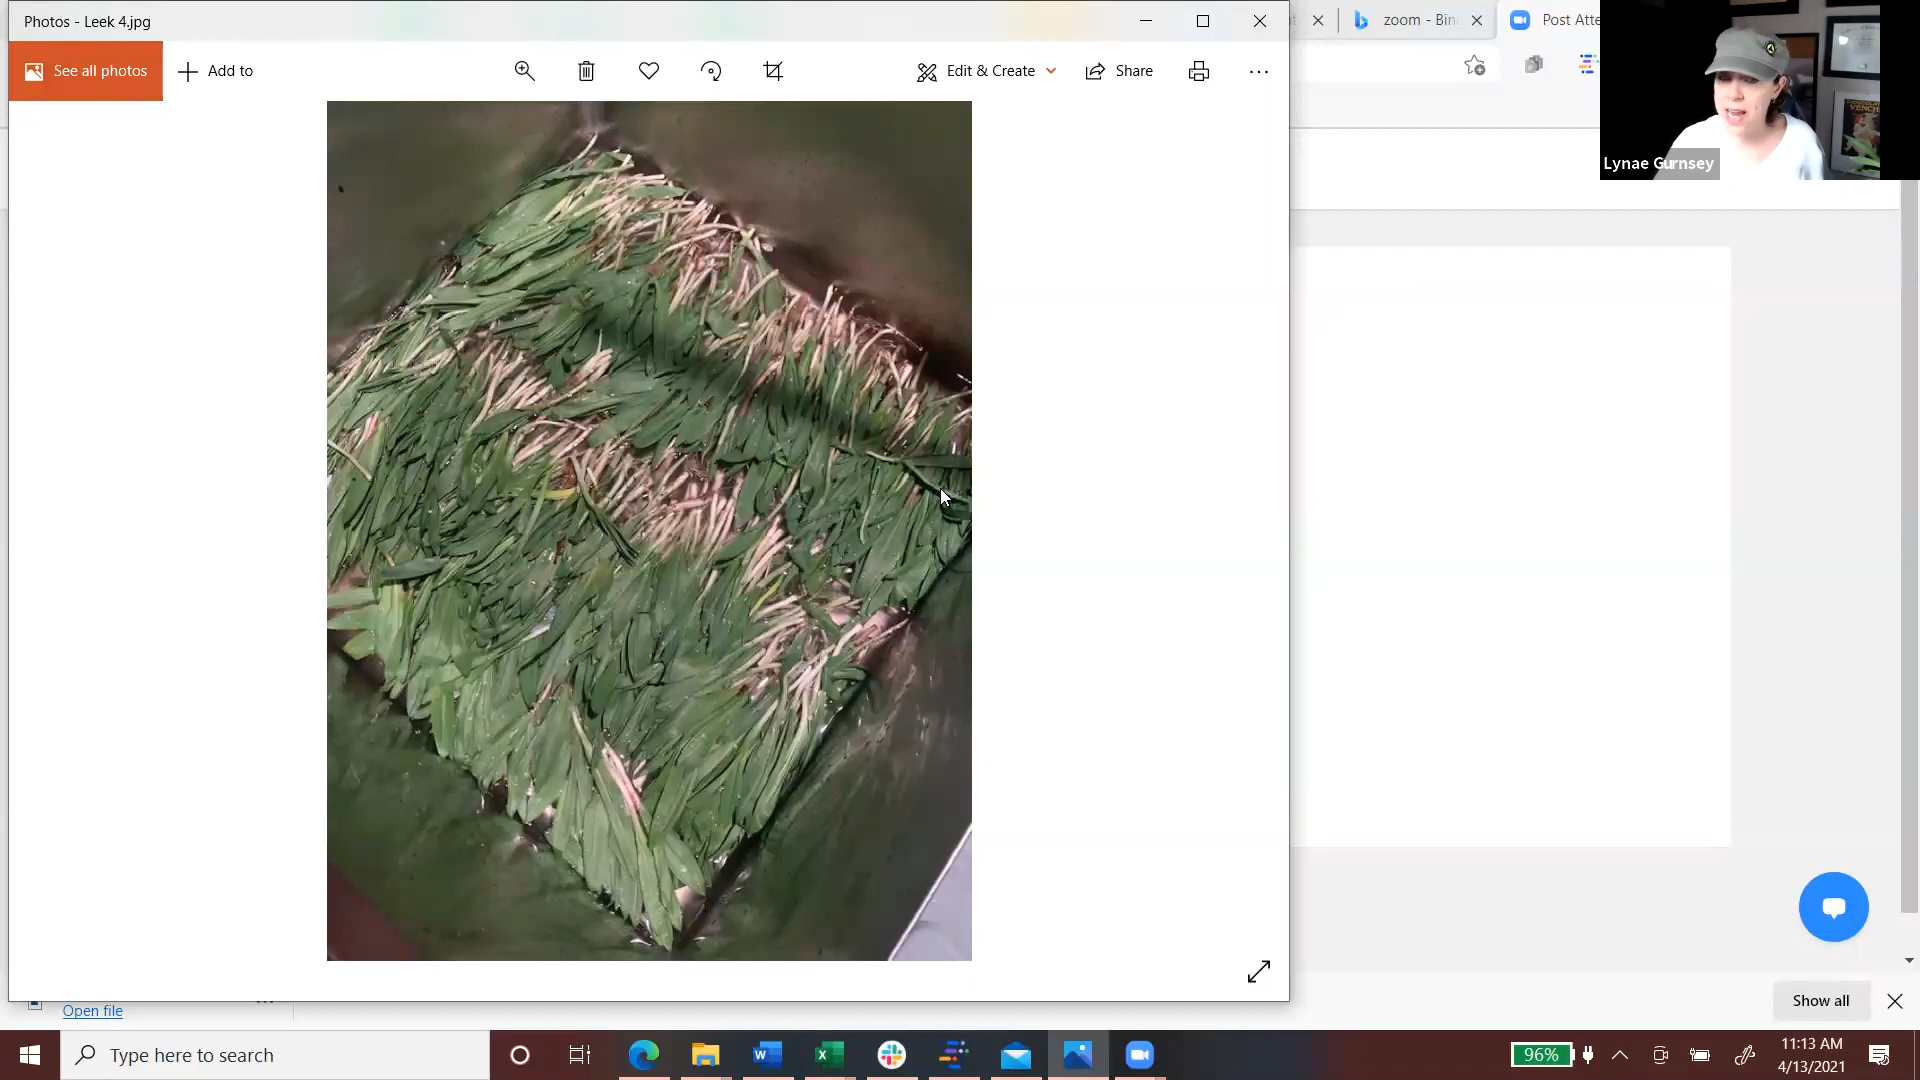 Photos - Leek 4.jpg
zoom - Bin
Post Atte
See all photos
Add to
Edit & Create
Share
VENCH
Lynae Gurnsey
Open file
Show all
Type here to search
96%
11:13 AM
4/13/2021